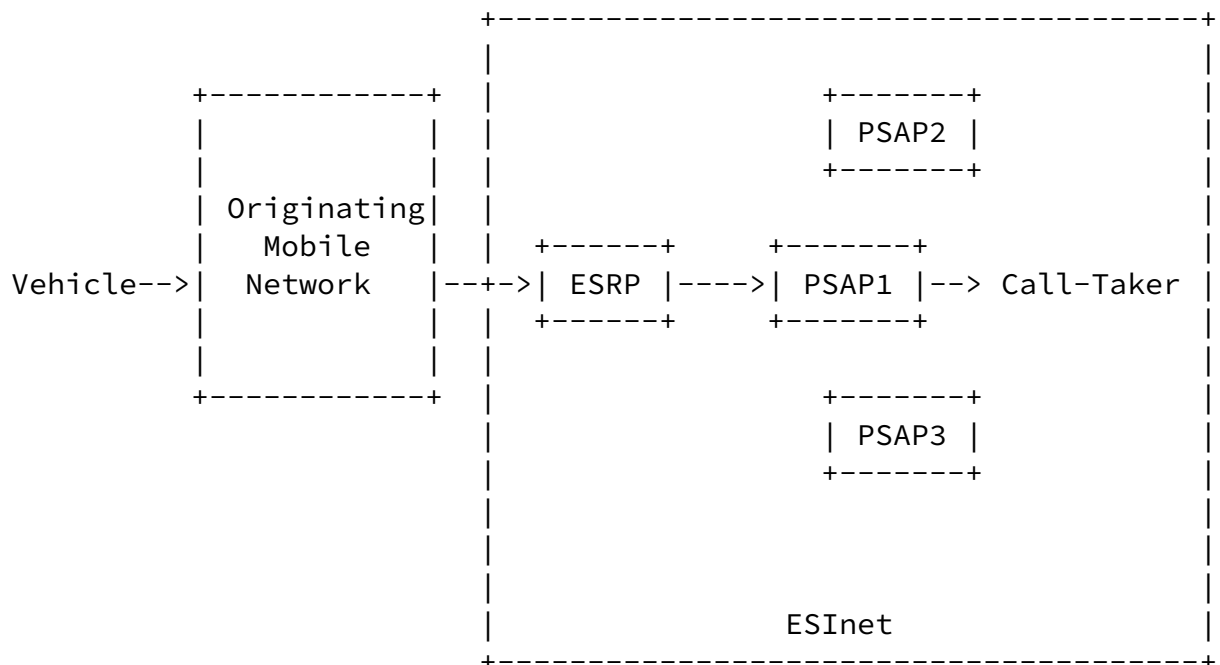 PSAP2
Originating
Mobile
Vehicle--> Network --+-> ESRP ----> PSAP1 --> Call-Taker
PSAP3
ESInet